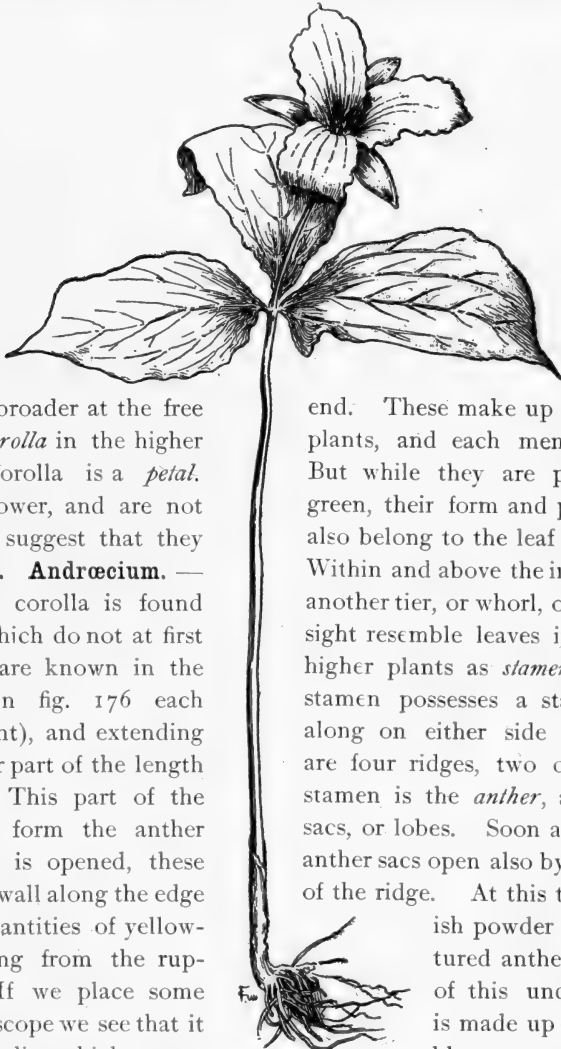 broader at the free end. These make up
rolla in the higher plants, and each mem
orolla is a petal. But while they are p
ower, and are not green, their form and p
suggest that they also belong to the leaf
. Andrœcium. — Within and above the in
corolla is found another tier, or whorl, o
hich do not at first sight resemble leaves i
are known in the higher plants as stamen
n fig. 176 each stamen possesses a sta
nt), and extending along on either side
r part of the length are four ridges, two o
This part of the stamen is the anther, a
form the anther sacs, or lobes. Soon a
is opened, these anther sacs open also by
wall along the edge of the ridge. At this t
antities of yellow- ish powder
ng from the rup- tured anthe
If we place some of this und
scope we see that it is made up